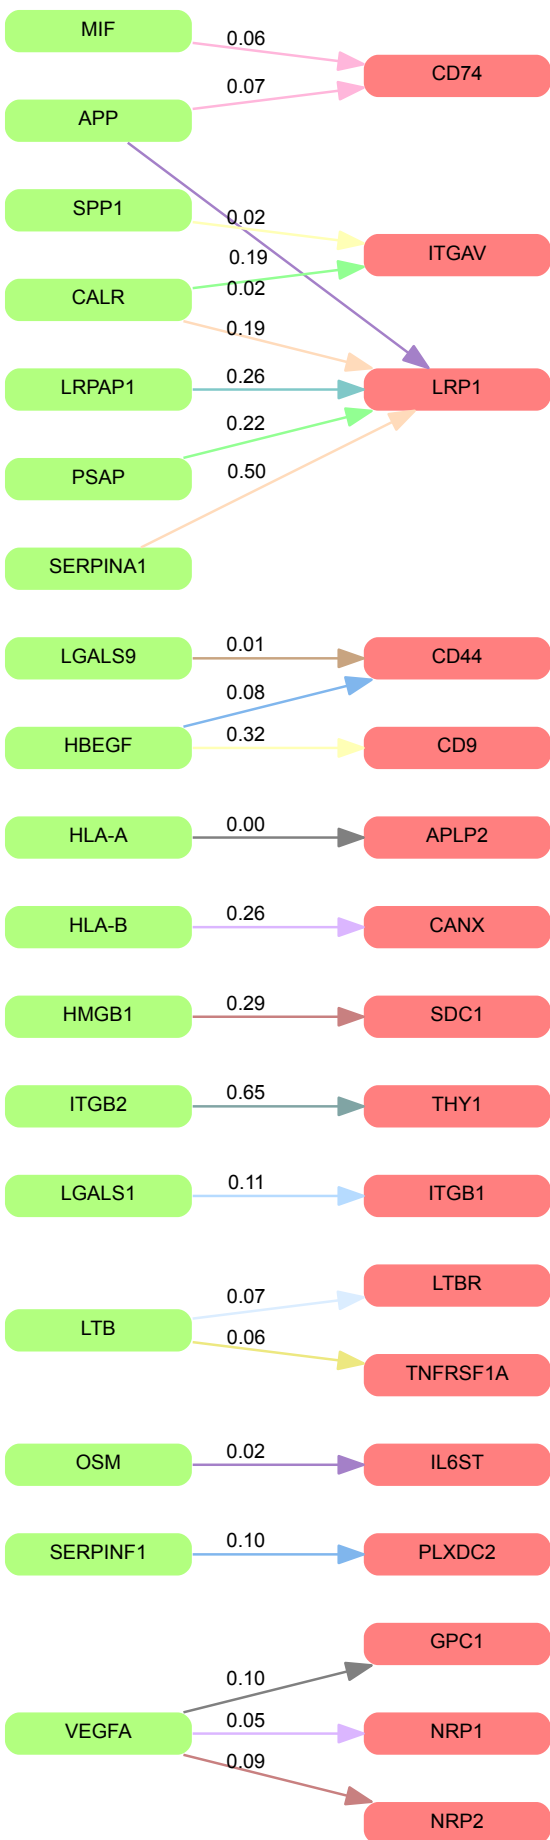 MIF
0.06
CD74
0.07
APP
SPP1
0.02
ITGAV
0.19
CALR
0.02
0.19
LRPAP1
0.26
LRP1
0.22
PSAP
0.50
SERPINA1
LGALS9
0.01
CD44
0.08
HBEGF
0.32
CD9
HLA-A
0.00
APLP2
HLA-B
0.26
CANX
HMGB1
0.29
SDC1
ITGB2
0.65
THY1
LGALS1
0.11
ITGB1
LTBR
0.07
LTB
0.06
TNFRSF1A
OSM
0.02
IL6ST
SERPINF1
0.10
PLXDC2
GPC1
0.10
VEGFA
0.05
NRP1
0.09
NRP2